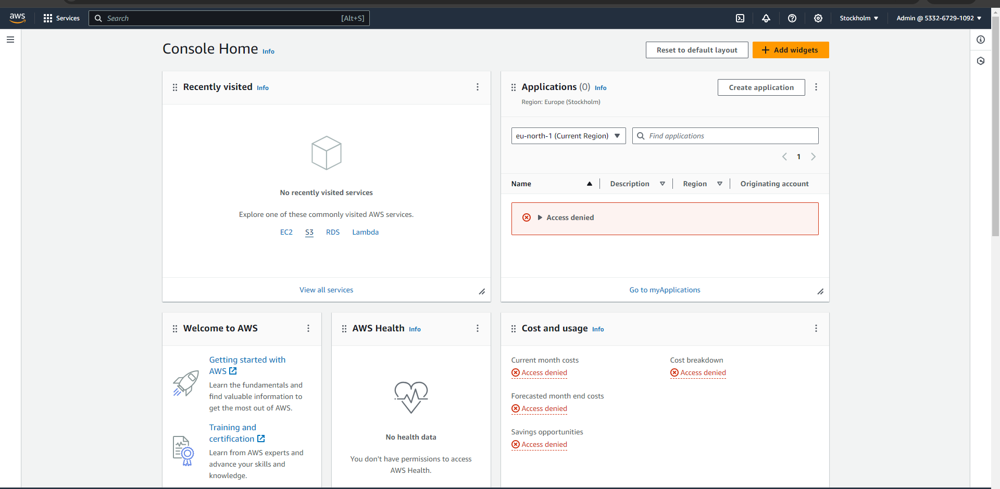 aws
Services
Search
[Alt+S]
Stockholm
Admin @ 5332-6729-1092
Console Home
Info
Reset to default layout
Add widgets
Recently visited
Info
No recently visited services
Explore one of these commonly visited AWS services.
EC2
S3
RDS
Lambda
View all services
Applications (0)
Info
Region: Europe (Stockholm)
Create application
eu-north-1 (Current Region)
Find applications
1
Name
Description
Region
Originating account
Access denied
Go to myApplications
Welcome to AWS
Getting started with
AWS
Learn the fundamentals and
find valuable information to
get the most out of AWS.
Training and
certification
Learn from AWS experts and
advance your skills and
knowledge.
AWS Health
Info
No health data
You don't have permissions to access
AWS Health.
Cost and usage
Info
Current month costs
Access denied
Cost breakdown
Access denied
Forecasted month end costs
Access denied
Savings opportunities
Access denied